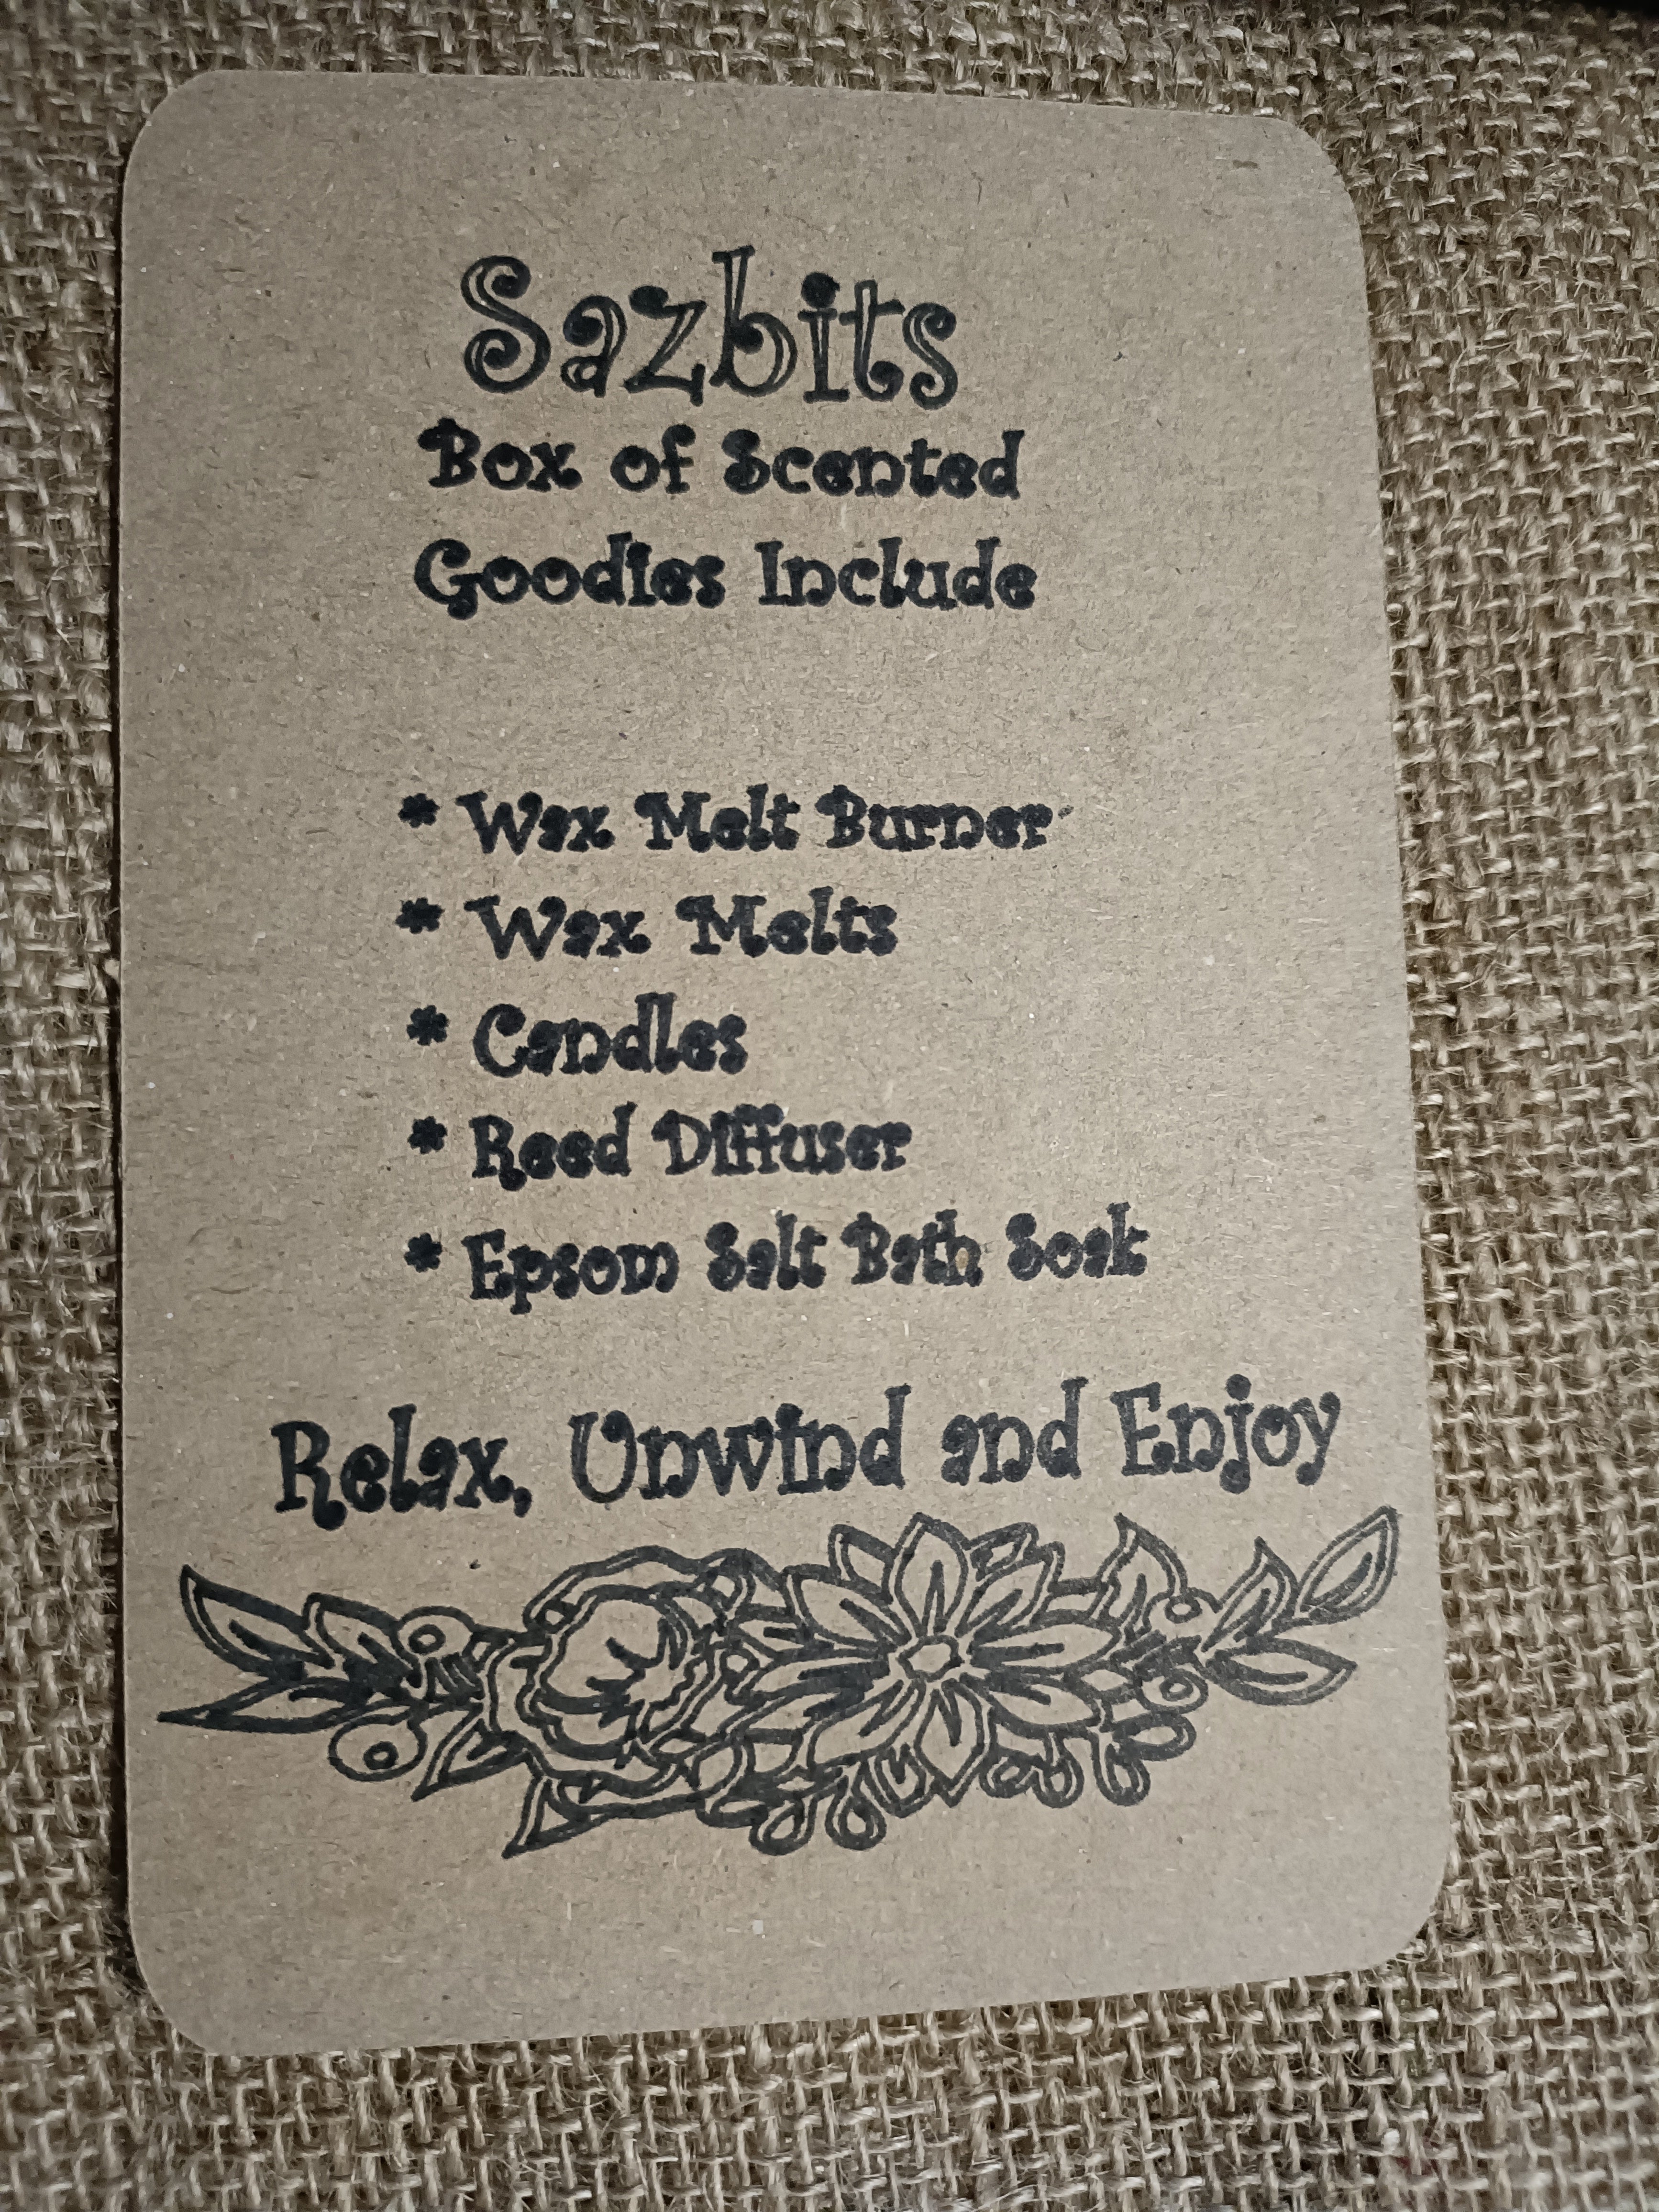 Sazbits
Box of Scented
Goodies Include
* Wax Melt Burner
* Wax Melts
* Candles
* Reed Diffuser
* Epsom Salt Bath Soak
Relax, Unwind and Enjoy